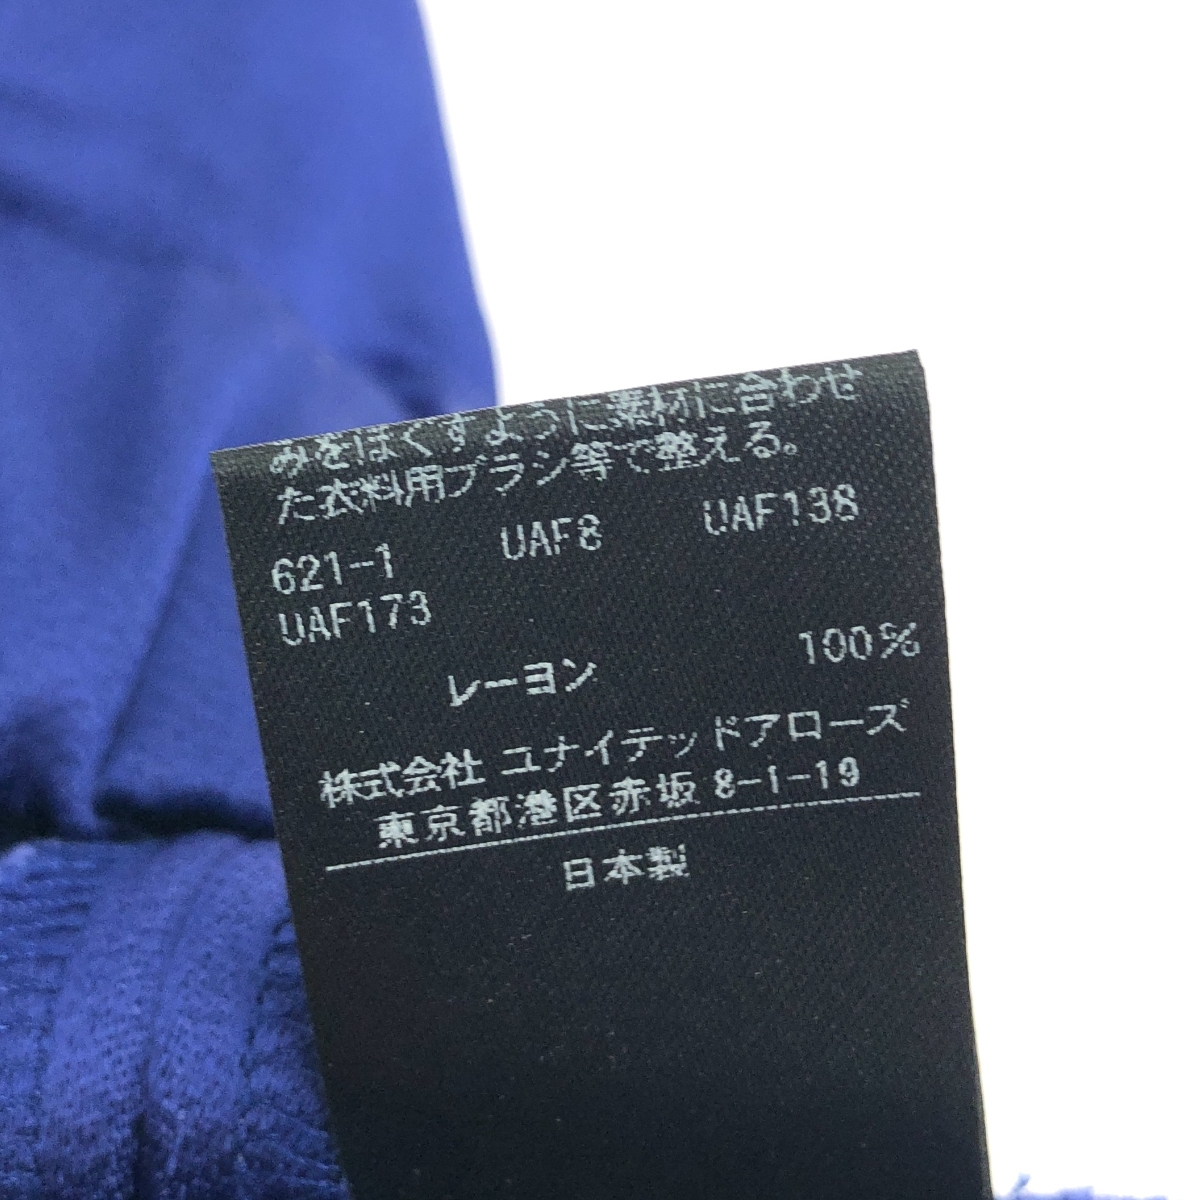 みをほぐすように素材に合わせ
た衣料用ブラシ等で整える。
621-1 UAF8 UAF138
UAF173
レーヨン 100%
株式会社 ユナイテッドアローズ
東京都港区赤坂 8-1-19
日本製